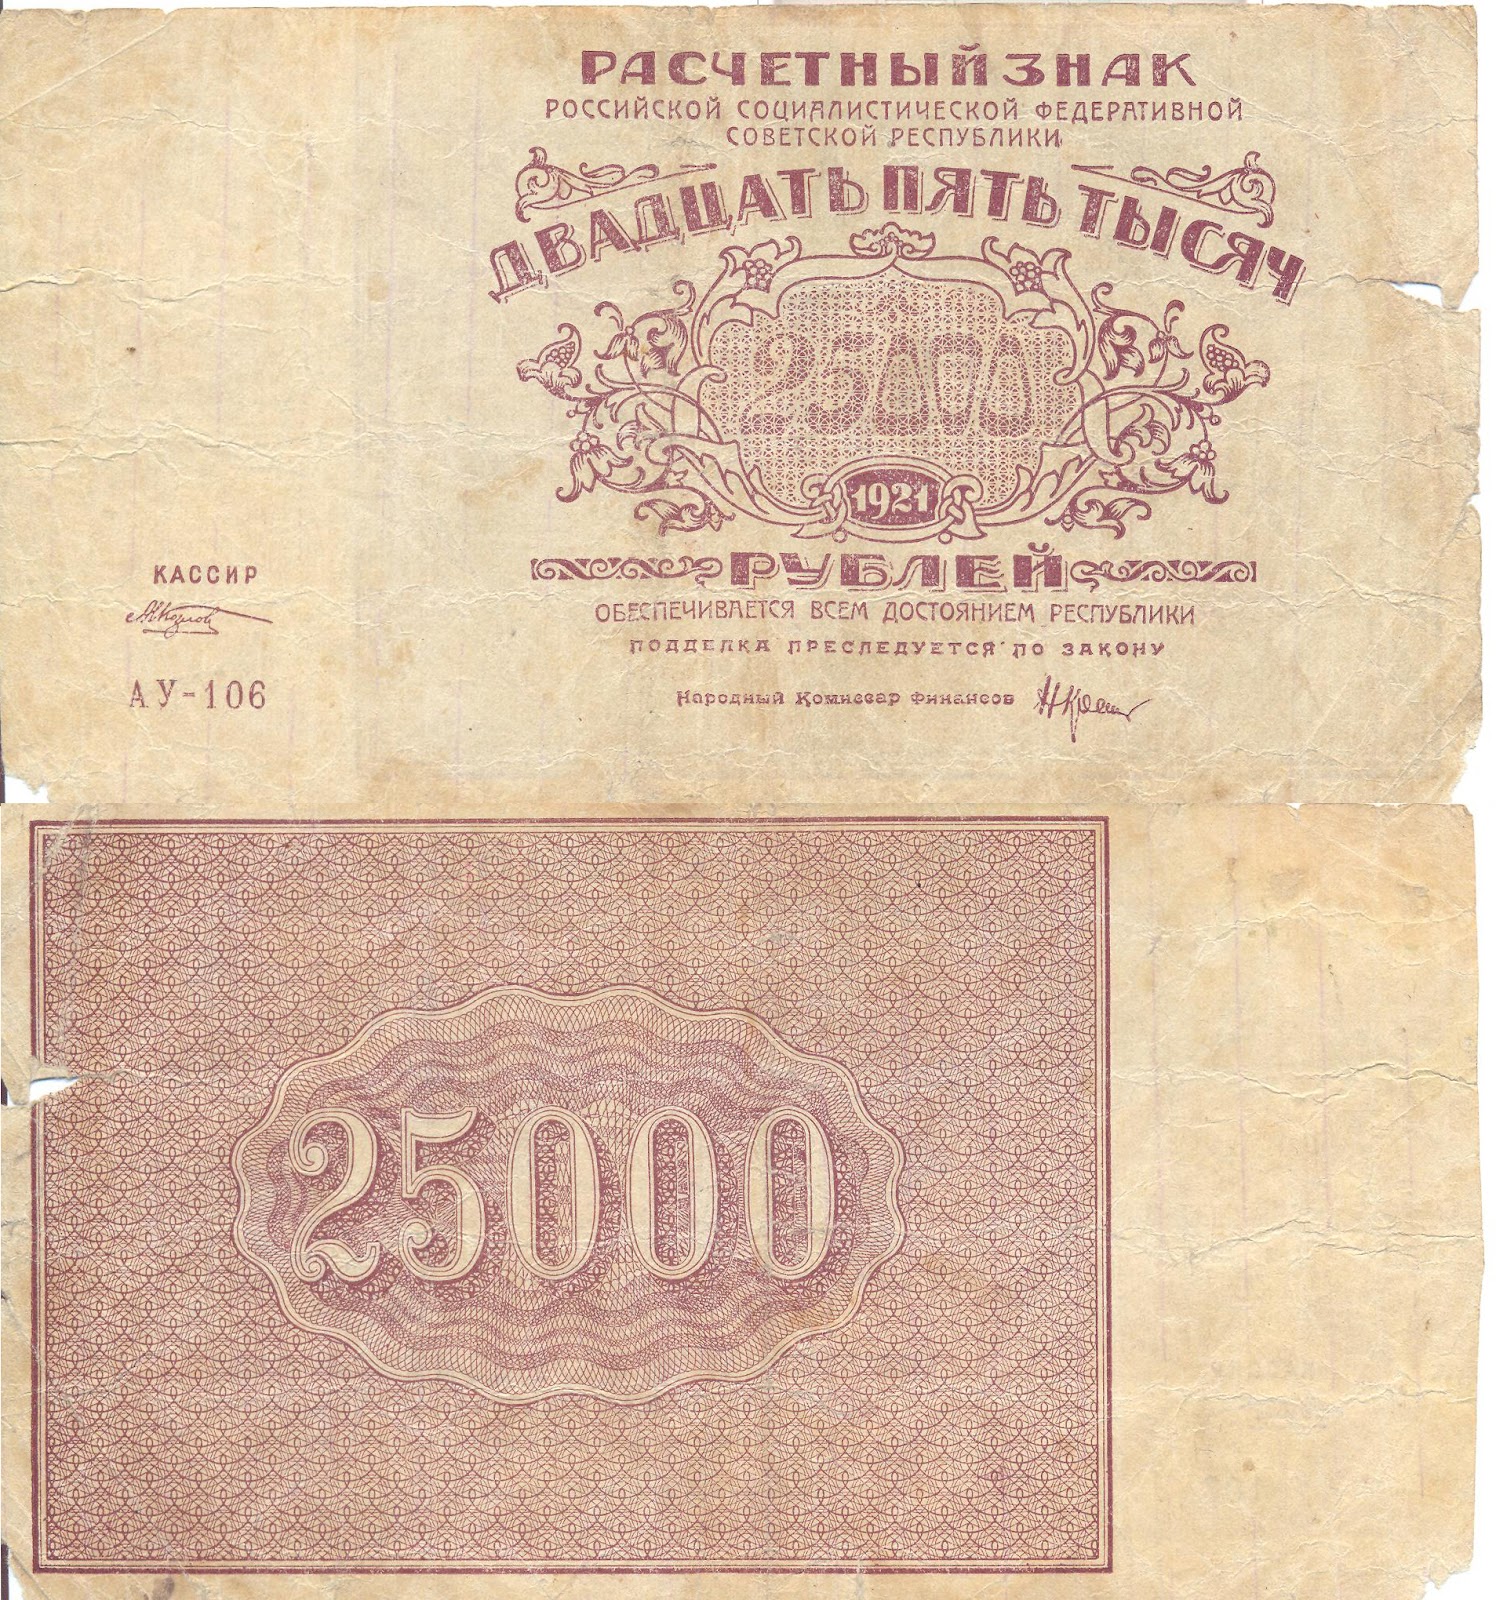 РАСЧЕТНЫЙ ЗНАК
РОССИЙСКОЙ СОЦИАЛИСТИЧЕСКОЙ ФЕДЕРАТИВНОЙ
СОВЕТСКОЙ РЕСПУБЛИКИ
ДВАДЦАТЬ ПЯТЬ ТЫСЯЧ
25000
1921
РУБЛЕЙ
ОБЕСПЕЧИВАЕТСЯ ВСЕМ ДОСТОЯНИЕМ РЕСПУБЛИКИ
ПОДДЕЛКА ПРЕСЛЕДУЕТСЯ ПО ЗАКОНУ
Народный Комиссар Финансов
КАССИР
АУ-106
25000